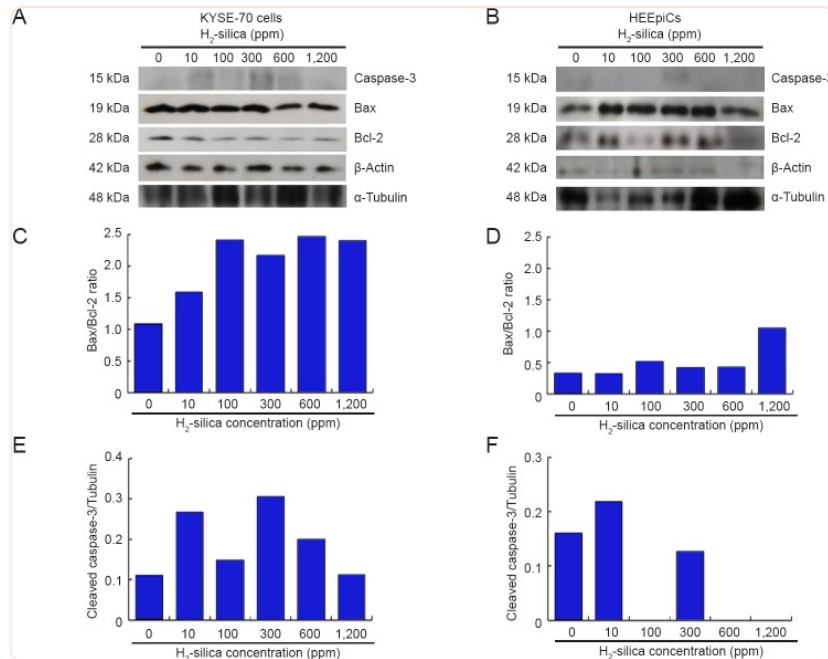 A
KYSE-70 cells
H₂-silica (ppm)
0 10 100 300 600 1,200
15 kDa Caspase-3
19 kDa Bax
28 kDa Bcl-2
42 kDa β-Actin
48 kDa α-Tubulin
B
HEEpiCs
H₂-silica (ppm)
0 10 100 300 600 1,200
15 kDa Caspase-3
19 kDa Bax
28 kDa Bcl-2
42 kDa β-Actin
48 kDa α-Tubulin
C
Bax/Bcl-2 ratio
2.5
2.0
1.5
1.0
0.5
0
0 10 100 300 600 1,200
H₂-silica concentration (ppm)
D
Bax/Bcl-2 ratio
2.5
2.0
1.5
1.0
0.5
0
0 10 100 300 600 1,200
H₂-silica concentration (ppm)
E
Cleaved caspase-3/Tubulin
0.4
0.3
0.2
0.1
0
0 10 100 300 600 1,200
H₂-silica concentration (ppm)
F
Cleaved caspase-3/Tubulin
0.3
0.2
0.1
0
0 10 100 300 600 1,200
H₂-silica concentration (ppm)